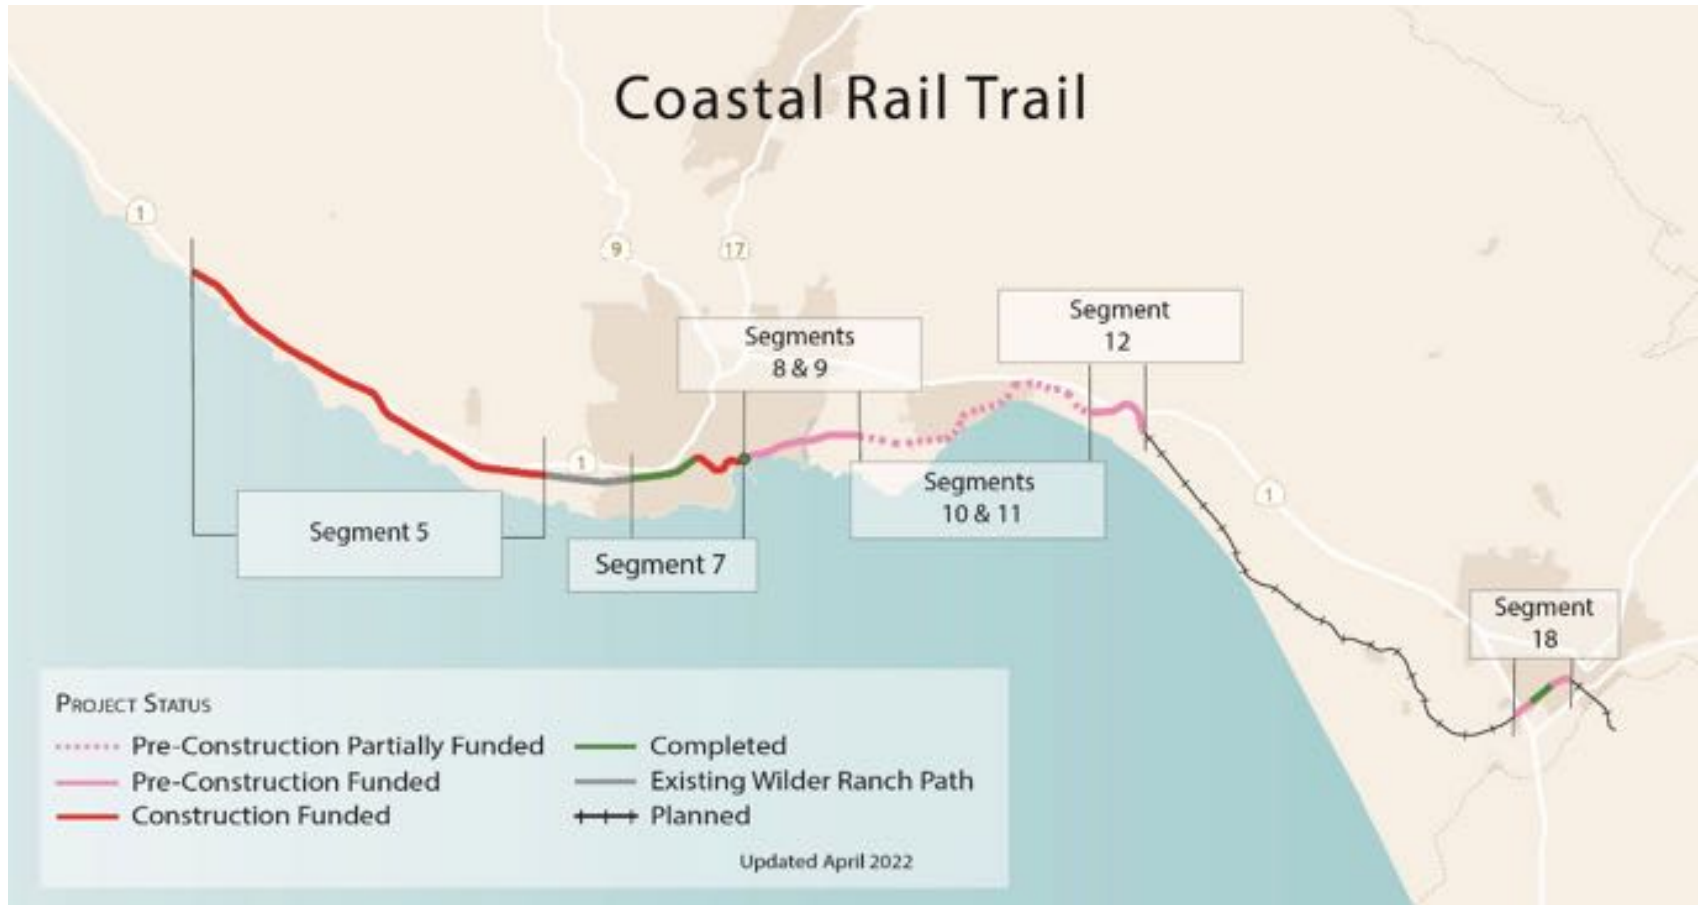 Coastal Rail Trail
1
9
17
Segment
12
Segments
8 & 9
1
Segments
10 & 11
1
Segment 5
Segment 7
Segment
18
PROJECT STATUS
Pre-Construction Partially Funded
Completed
Pre-Construction Funded
Existing Wilder Ranch Path
Construction Funded
Planned
Updated April 2022